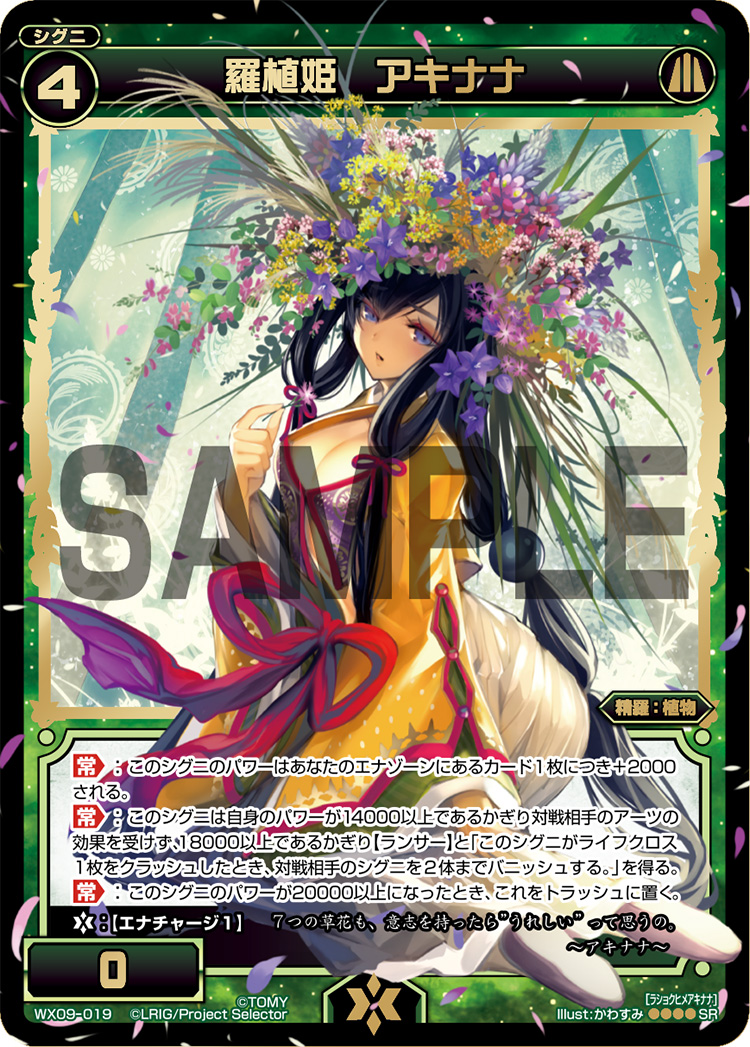 シグニ
4
羅植姫　アキナナ
SAMPLE
精羅：植物
常：このシグニのパワーはあなたのエナゾーンにあるカード1枚につき＋2000
される。
常：このシグニは自身のパワーが14000以上であるかぎり対戦相手のアーツの
効果を受けず、18000以上であるかぎり【ランサー】と「このシグニがライフクロス
1枚をクラッシュしたとき、対戦相手のシグニを２体までバニッシュする。」を得る。
常：このシグニのパワーが20000以上になったとき、これをトラッシュに置く。
：【エナチャージ１】　７つの草花も、意志を持ったら"うれしい"って思うの。
～アキナナ～
0
©TOMY
[ラショクヒメアキナナ]
WX09-019　©LRIG/Project Selector
Illust:かわすみ　SR